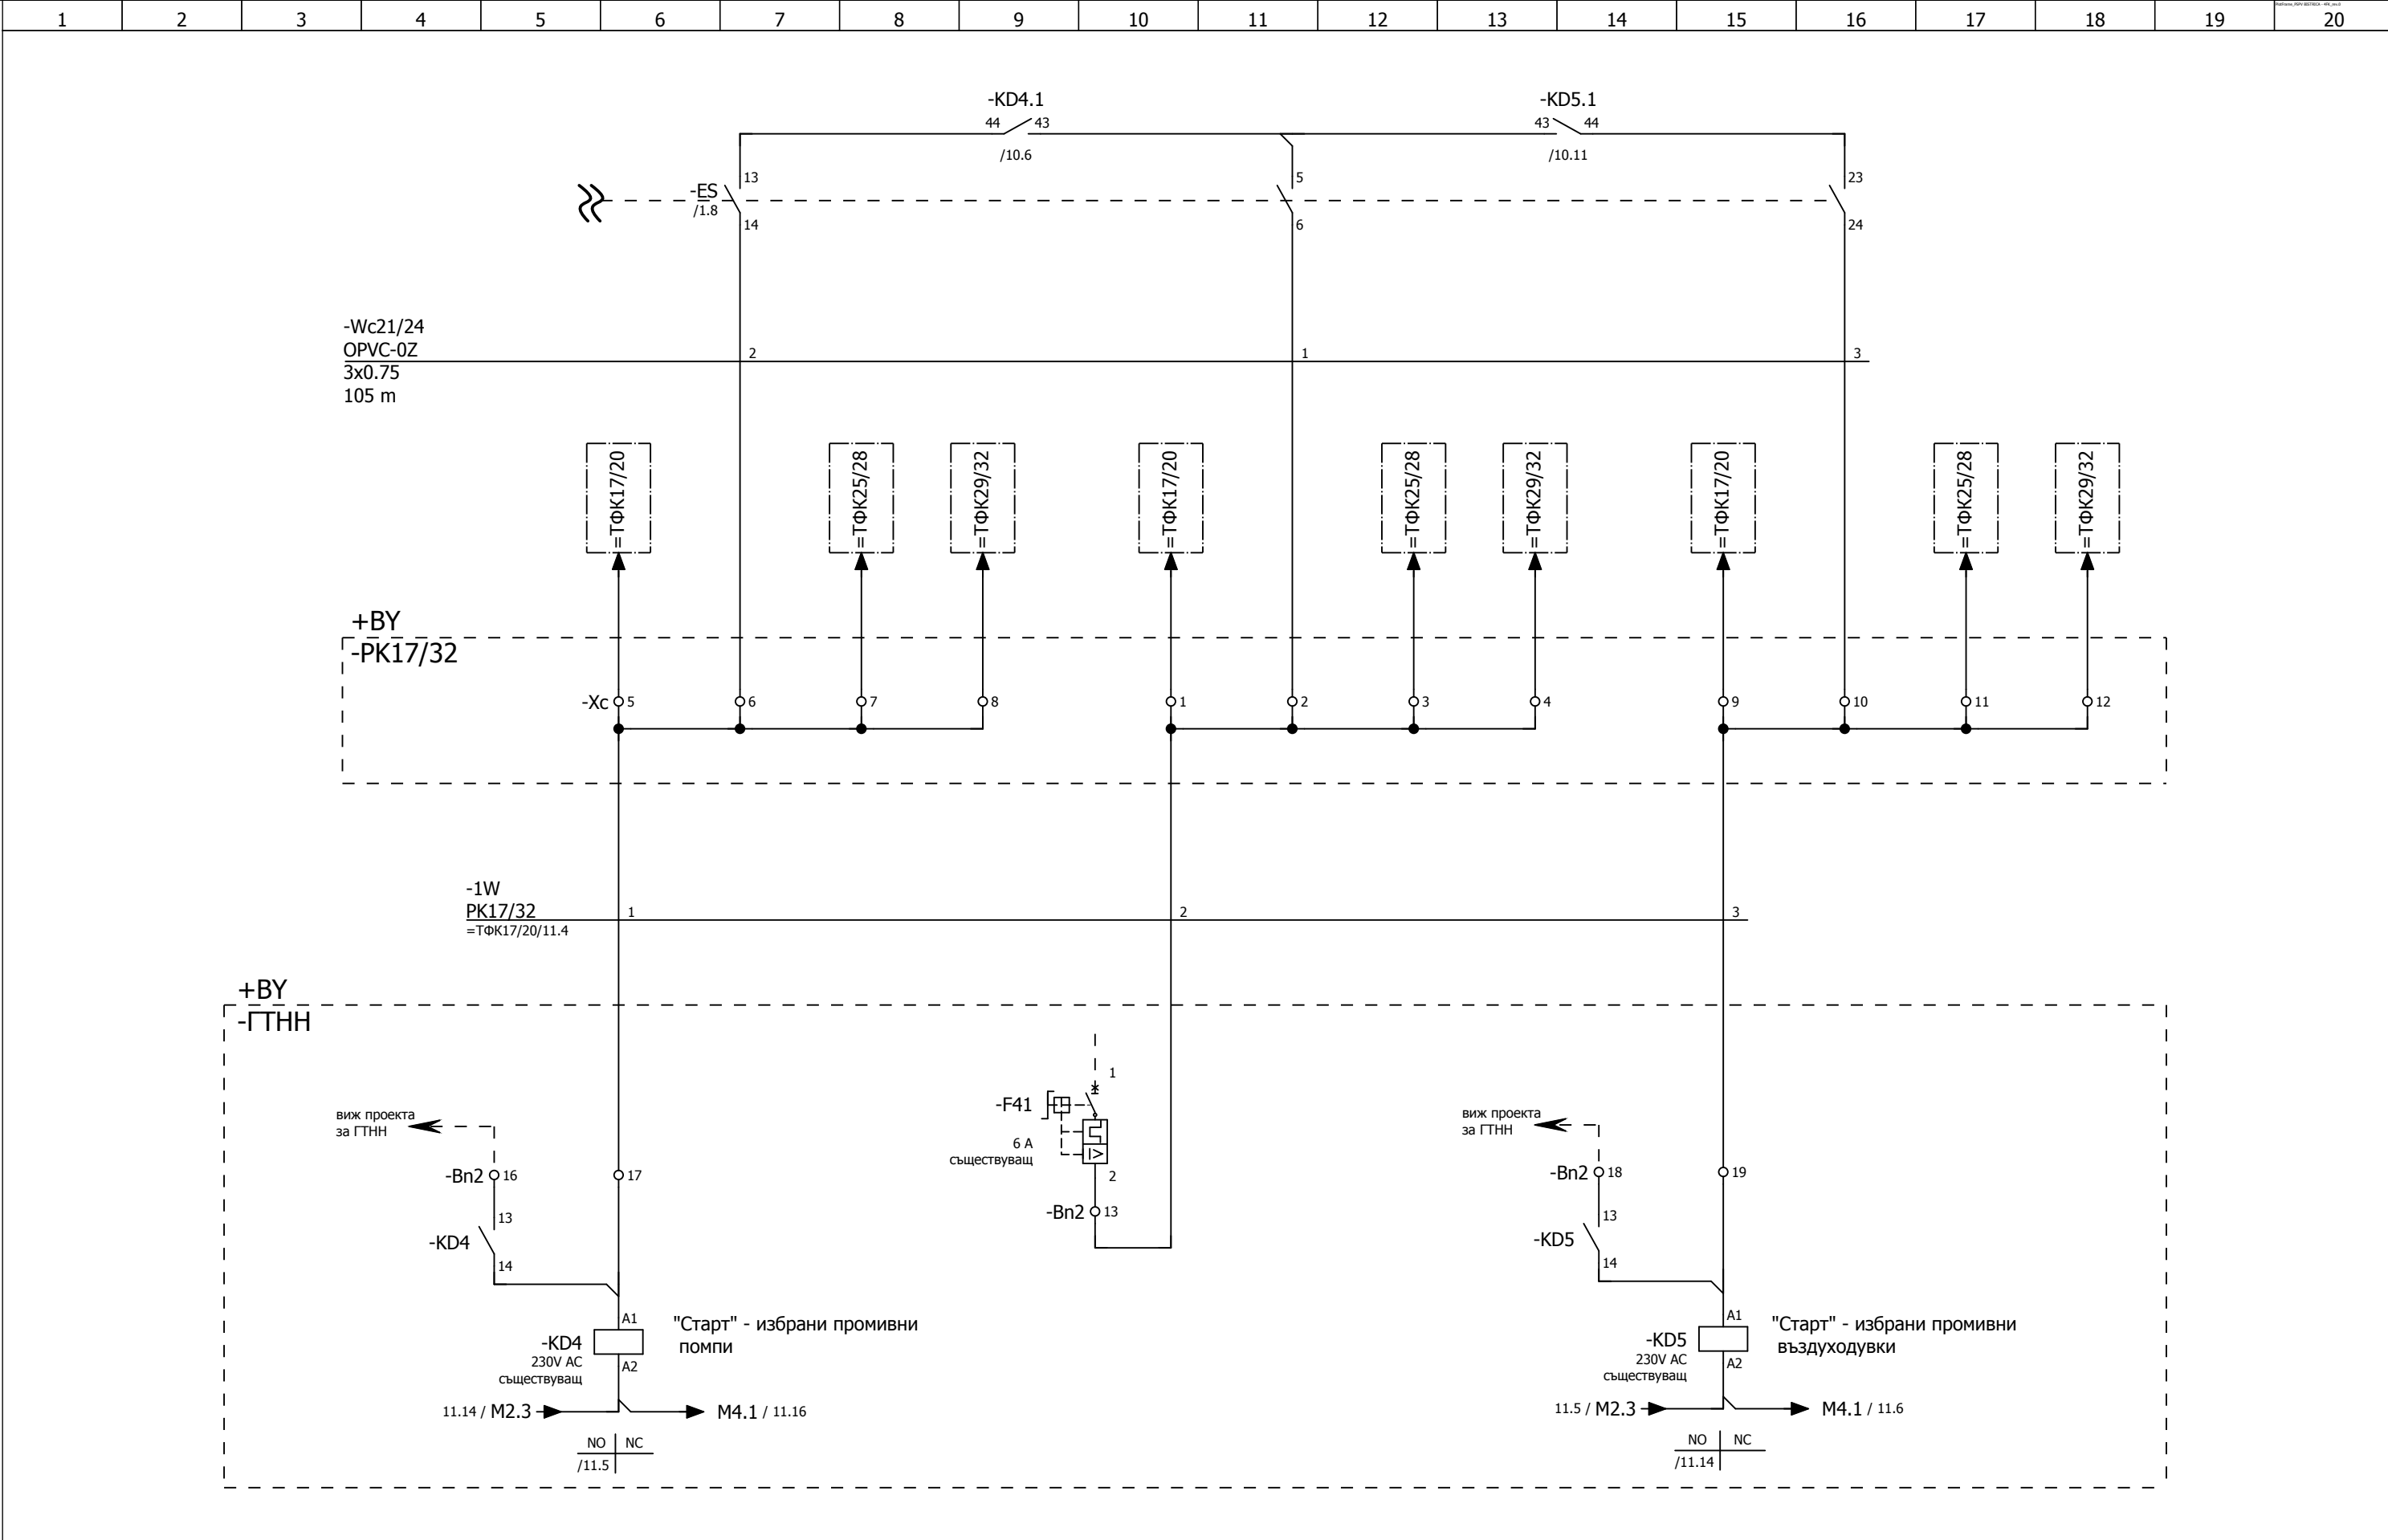 1 2 3 4 5 6 7 8 9 10 11 12 13 14 15 16 17 18 19 20
-KD4.1
-KD5.1
44 43
43 44
/10.6
/10.11
-ES
/1.8
13
14
5
6
23
24
-Wc21/24
OPVC-0Z
3x0.75
105 m
2
1
3
=ТФК17/20
=ТФК25/28
=ТФК29/32
=ТФК17/20
=ТФК25/28
=ТФК29/32
=ТФК17/20
=ТФК25/28
=ТФК29/32
+BY
-PK17/32
-Xc 5 6 7 8 1 2 3 4 9 10 11 12
-1W
PK17/32
=ТФК17/20/11.4
1
2
3
+BY
-ГТНН
виж проекта
за ГТНН
-Bn2 16
17
13
-KD4
14
A1
-KD4
230V AC
съществуващ
A2
"Старт" - избрани промивни
помпи
11.14 / M2.3
M4.1 / 11.16
NO NC
/11.5
1
-F41
6 A
съществуващ
2
-Bn2 13
виж проекта
за ГТНН
-Bn2 18
19
13
-KD5
14
A1
-KD5
230V AC
съществуващ
A2
"Старт" - избрани промивни
въздуходувки
11.5 / M2.3
M4.1 / 11.6
NO NC
/11.14